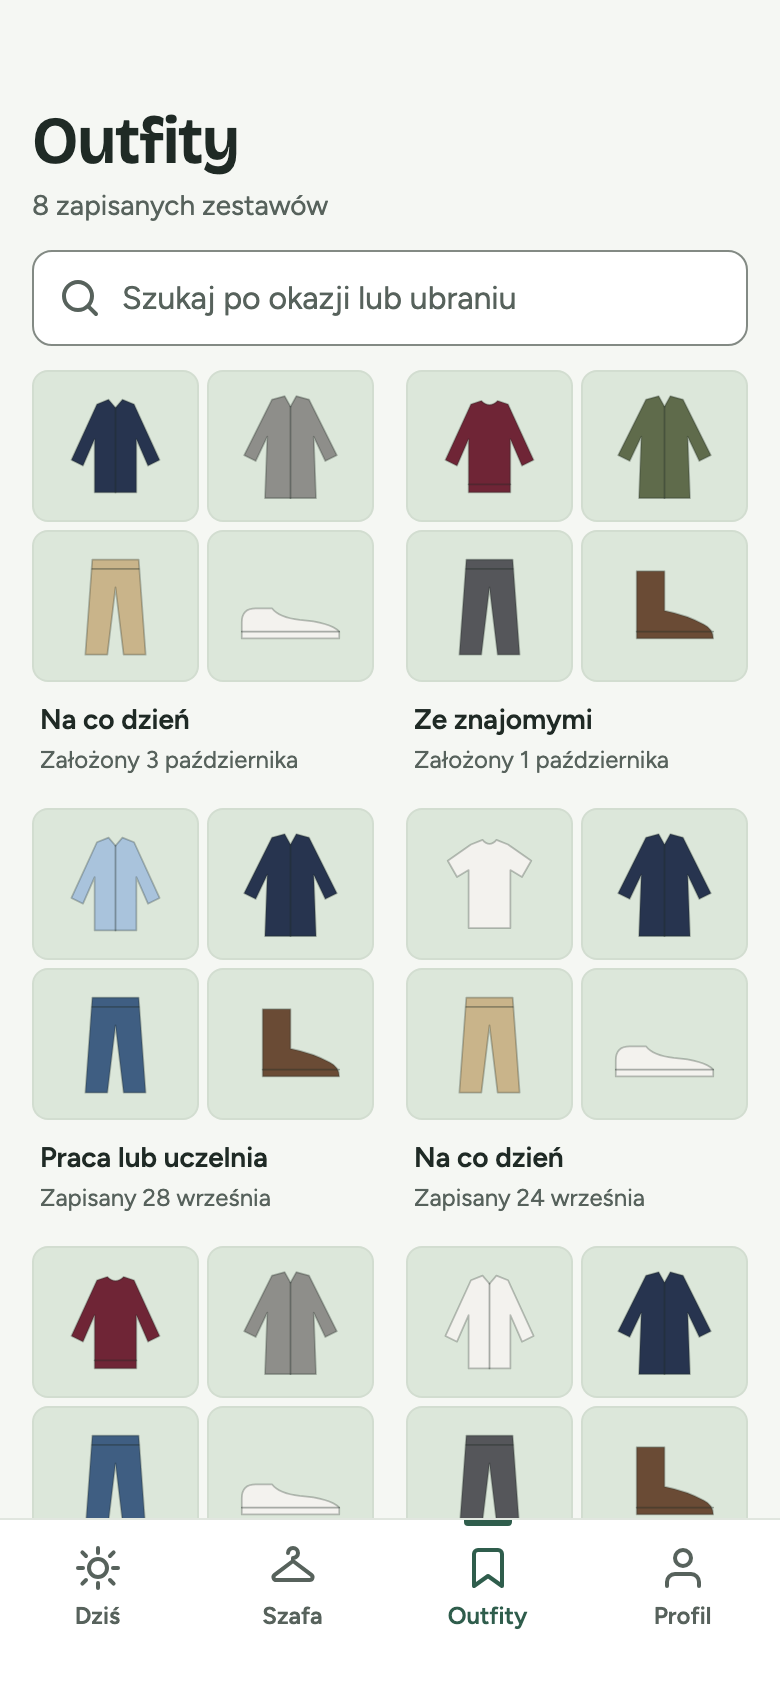 Outfity
8 zapisanych zestawów
Szukaj po okazji lub ubraniu
Na co dzień
Założony 3 października
Ze znajomymi
Założony 1 października
Praca lub uczelnia
Zapisany 28 września
Na co dzień
Zapisany 24 września
Dziś
Szafa
Outfity
Profil